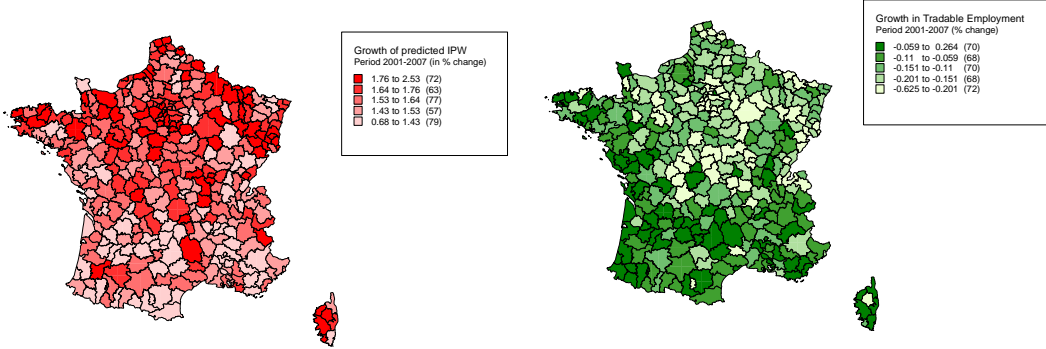 Growth of predicted IPW
Period 2001-2007 (in % change)
1.76 to 2.53 (72)
1.64 to 1.76 (63)
1.53 to 1.64 (77)
1.43 to 1.53 (57)
0.68 to 1.43 (79)
Growth in Tradable Employment
Period 2001-2007 (% change)
-0.059 to 0.264 (70)
-0.11 to -0.059 (68)
-0.151 to -0.11 (70)
-0.201 to -0.151 (68)
-0.625 to -0.201 (72)